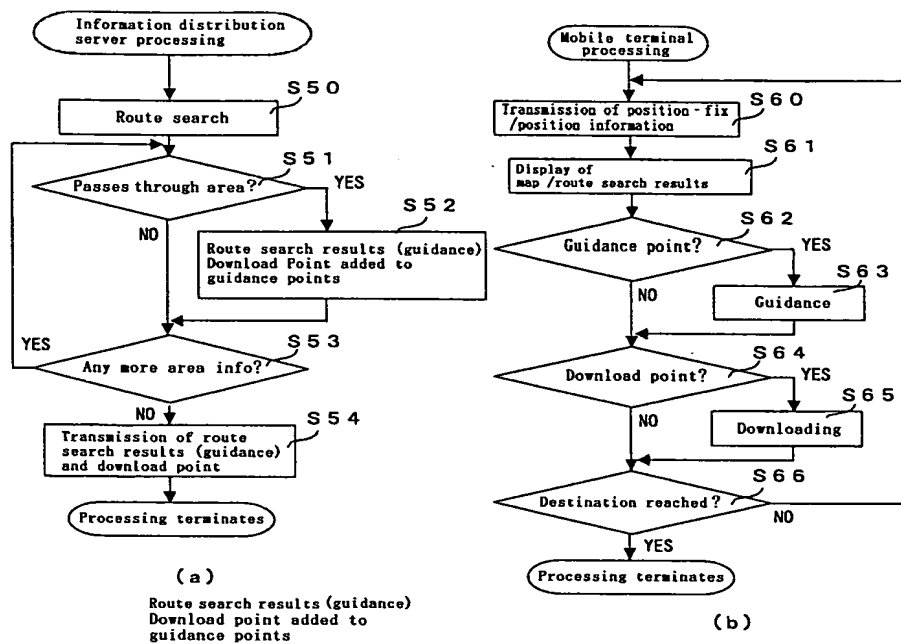 Information distribution
server processing
S50
Route search
S51
Passes through area?
YES
S52
NO
Route search results (guidance)
Download Point added to
guidance points
S53
YES
Any more area info?
NO
S54
Transmission of route
search results (guidance)
and download point
Processing terminates
(a)
Route search results (guidance)
Download point added to
guidance points
Mobile terminal
processing
S60
Transmission of position-fix
/position information
S61
Display of
map /route search results
S62
Guidance point?
YES
S63
NO
Guidance
S64
Download point?
YES
S65
NO
Downloading
S66
Destination reached?
NO
YES
Processing terminates
(b)